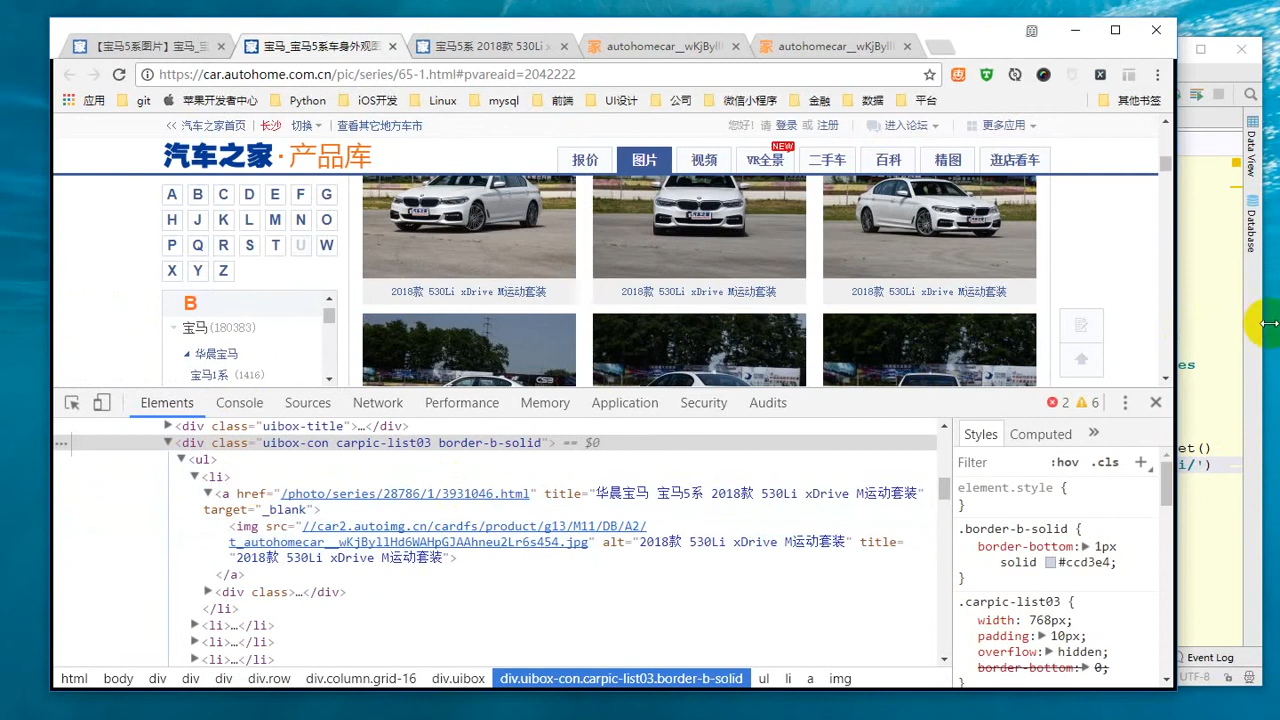 【宝马5系图片】宝马_宝
宝马_宝马5系车身外观图
宝马5系 2018款 530Li x
autohomecar__wKjByll
autohomecar__wKjByll
https://car.autohome.com.cn/pic/series/65-1.html#pvareaid=2042222
应用
git
苹果开发者中心
Python
iOS开发
Linux
mysql
前端
UI设计
公司
微信小程序
金融
数据
平台
其他书签
<< 汽车之家首页 长沙 切换 查看其它地方车市
您好! 请 登录 或 注册 进入论坛 更多应用
汽车之家·产品库
报价 图片 视频 VR全景 二手车 百科 精图 逛店看车
NEW
A B C D E F G
H J K L M N O
P Q R S T U W
X Y Z
B
宝马(180383)
华晨宝马
宝马1系 (1416)
2018款 530Li xDrive M运动套装
2018款 530Li xDrive M运动套装
2018款 530Li xDrive M运动套装
Elements Console Sources Network Performance Memory Application Security Audits
2 6
<div class="uibox-title">…</div>
<div class="uibox-con carpic-list03 border-b-solid"> == $0
<ul>
<li>
<a href="/photo/series/28786/1/3931046.html" title="华晨宝马 宝马5系 2018款 530Li xDrive M运动套装"
target="_blank">
<img src="//car2.autoimg.cn/cardfs/product/g13/M11/DB/A2/
t_autohomecar__wKjByllHd6WAHpGJAAhneu2Lr6s454.jpg" alt="2018款 530Li xDrive M运动套装" title=
"2018款 530Li xDrive M运动套装">
</a>
<div class>…</div>
</li>
<li>…</li>
<li>…</li>
<li>…</li>
html body div div div div.row div.column.grid-16 div.uibox div.uibox-con.carpic-list03.border-b-solid ul li a img
Styles Computed
Filter :hov .cls +
element.style {
}
.border-b-solid {
border-bottom: 1px
solid #ccd3e4;
}
.carpic-list03 {
width: 768px;
padding: 10px;
overflow: hidden;
border-bottom: 0;
Data View
Database
es
et()
i/')
Event Log
UTF-8